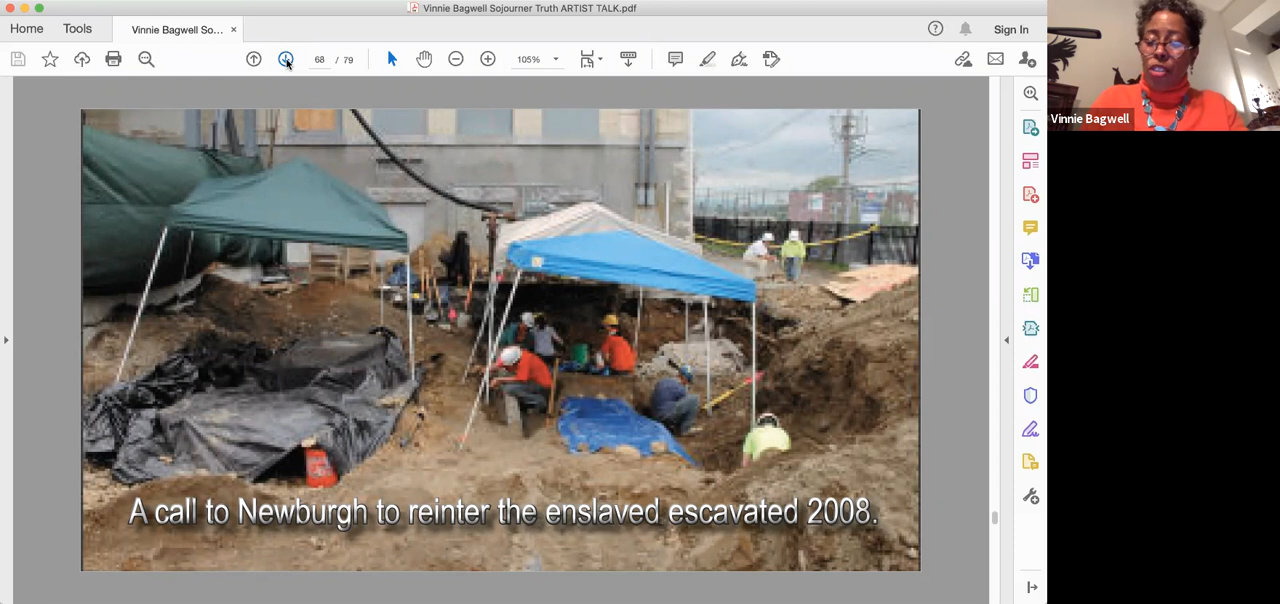 Vinnie Bagwell Sojourner Truth ARTIST TALK.pdf
Home
Tools
Vinnie Bagwell So...
Sign In
68 / 79
105%
Vinnie Bagwell
A call to Newburgh to reinter the enslaved escavated 2008.